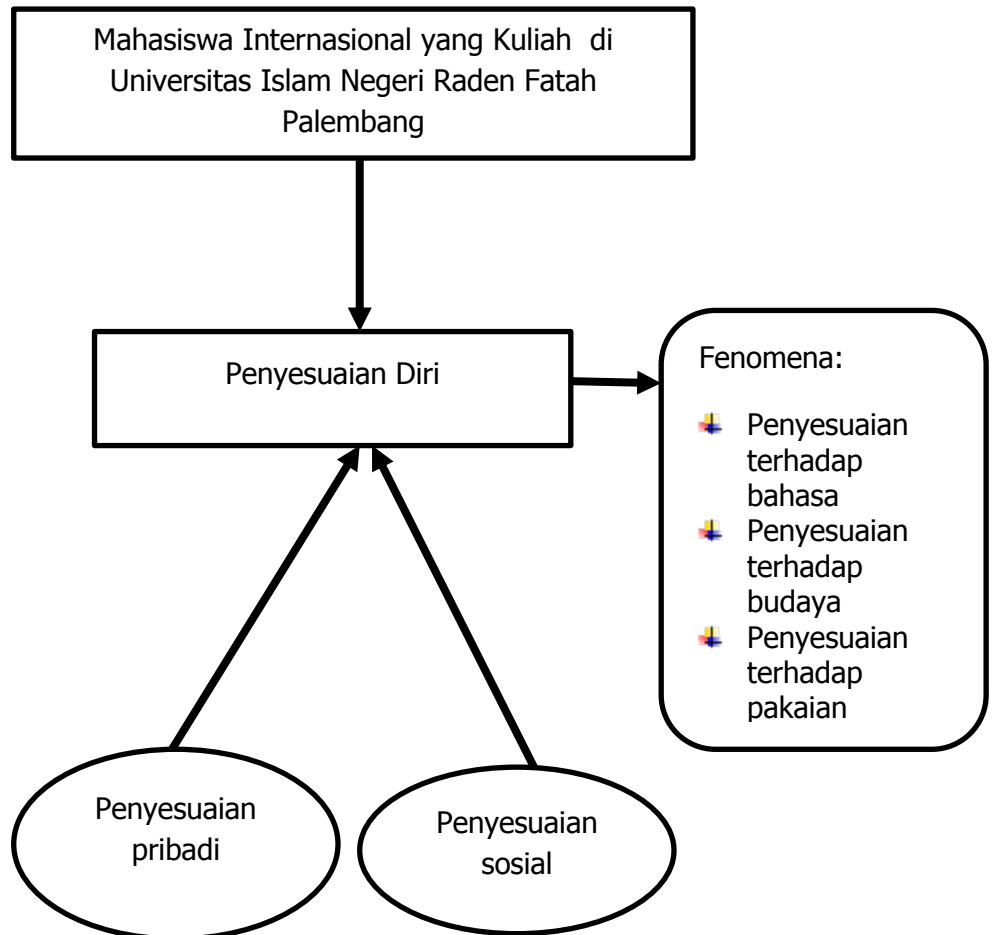 Mahasiswa Internasional yang Kuliah di
Universitas Islam Negeri Raden Fatah
Palembang
Penyesuaian Diri
Fenomena:
Penyesuaian
terhadap
bahasa
Penyesuaian
terhadap
budaya
Penyesuaian
terhadap
pakaian
Penyesuaian
pribadi
Penyesuaian
sosial